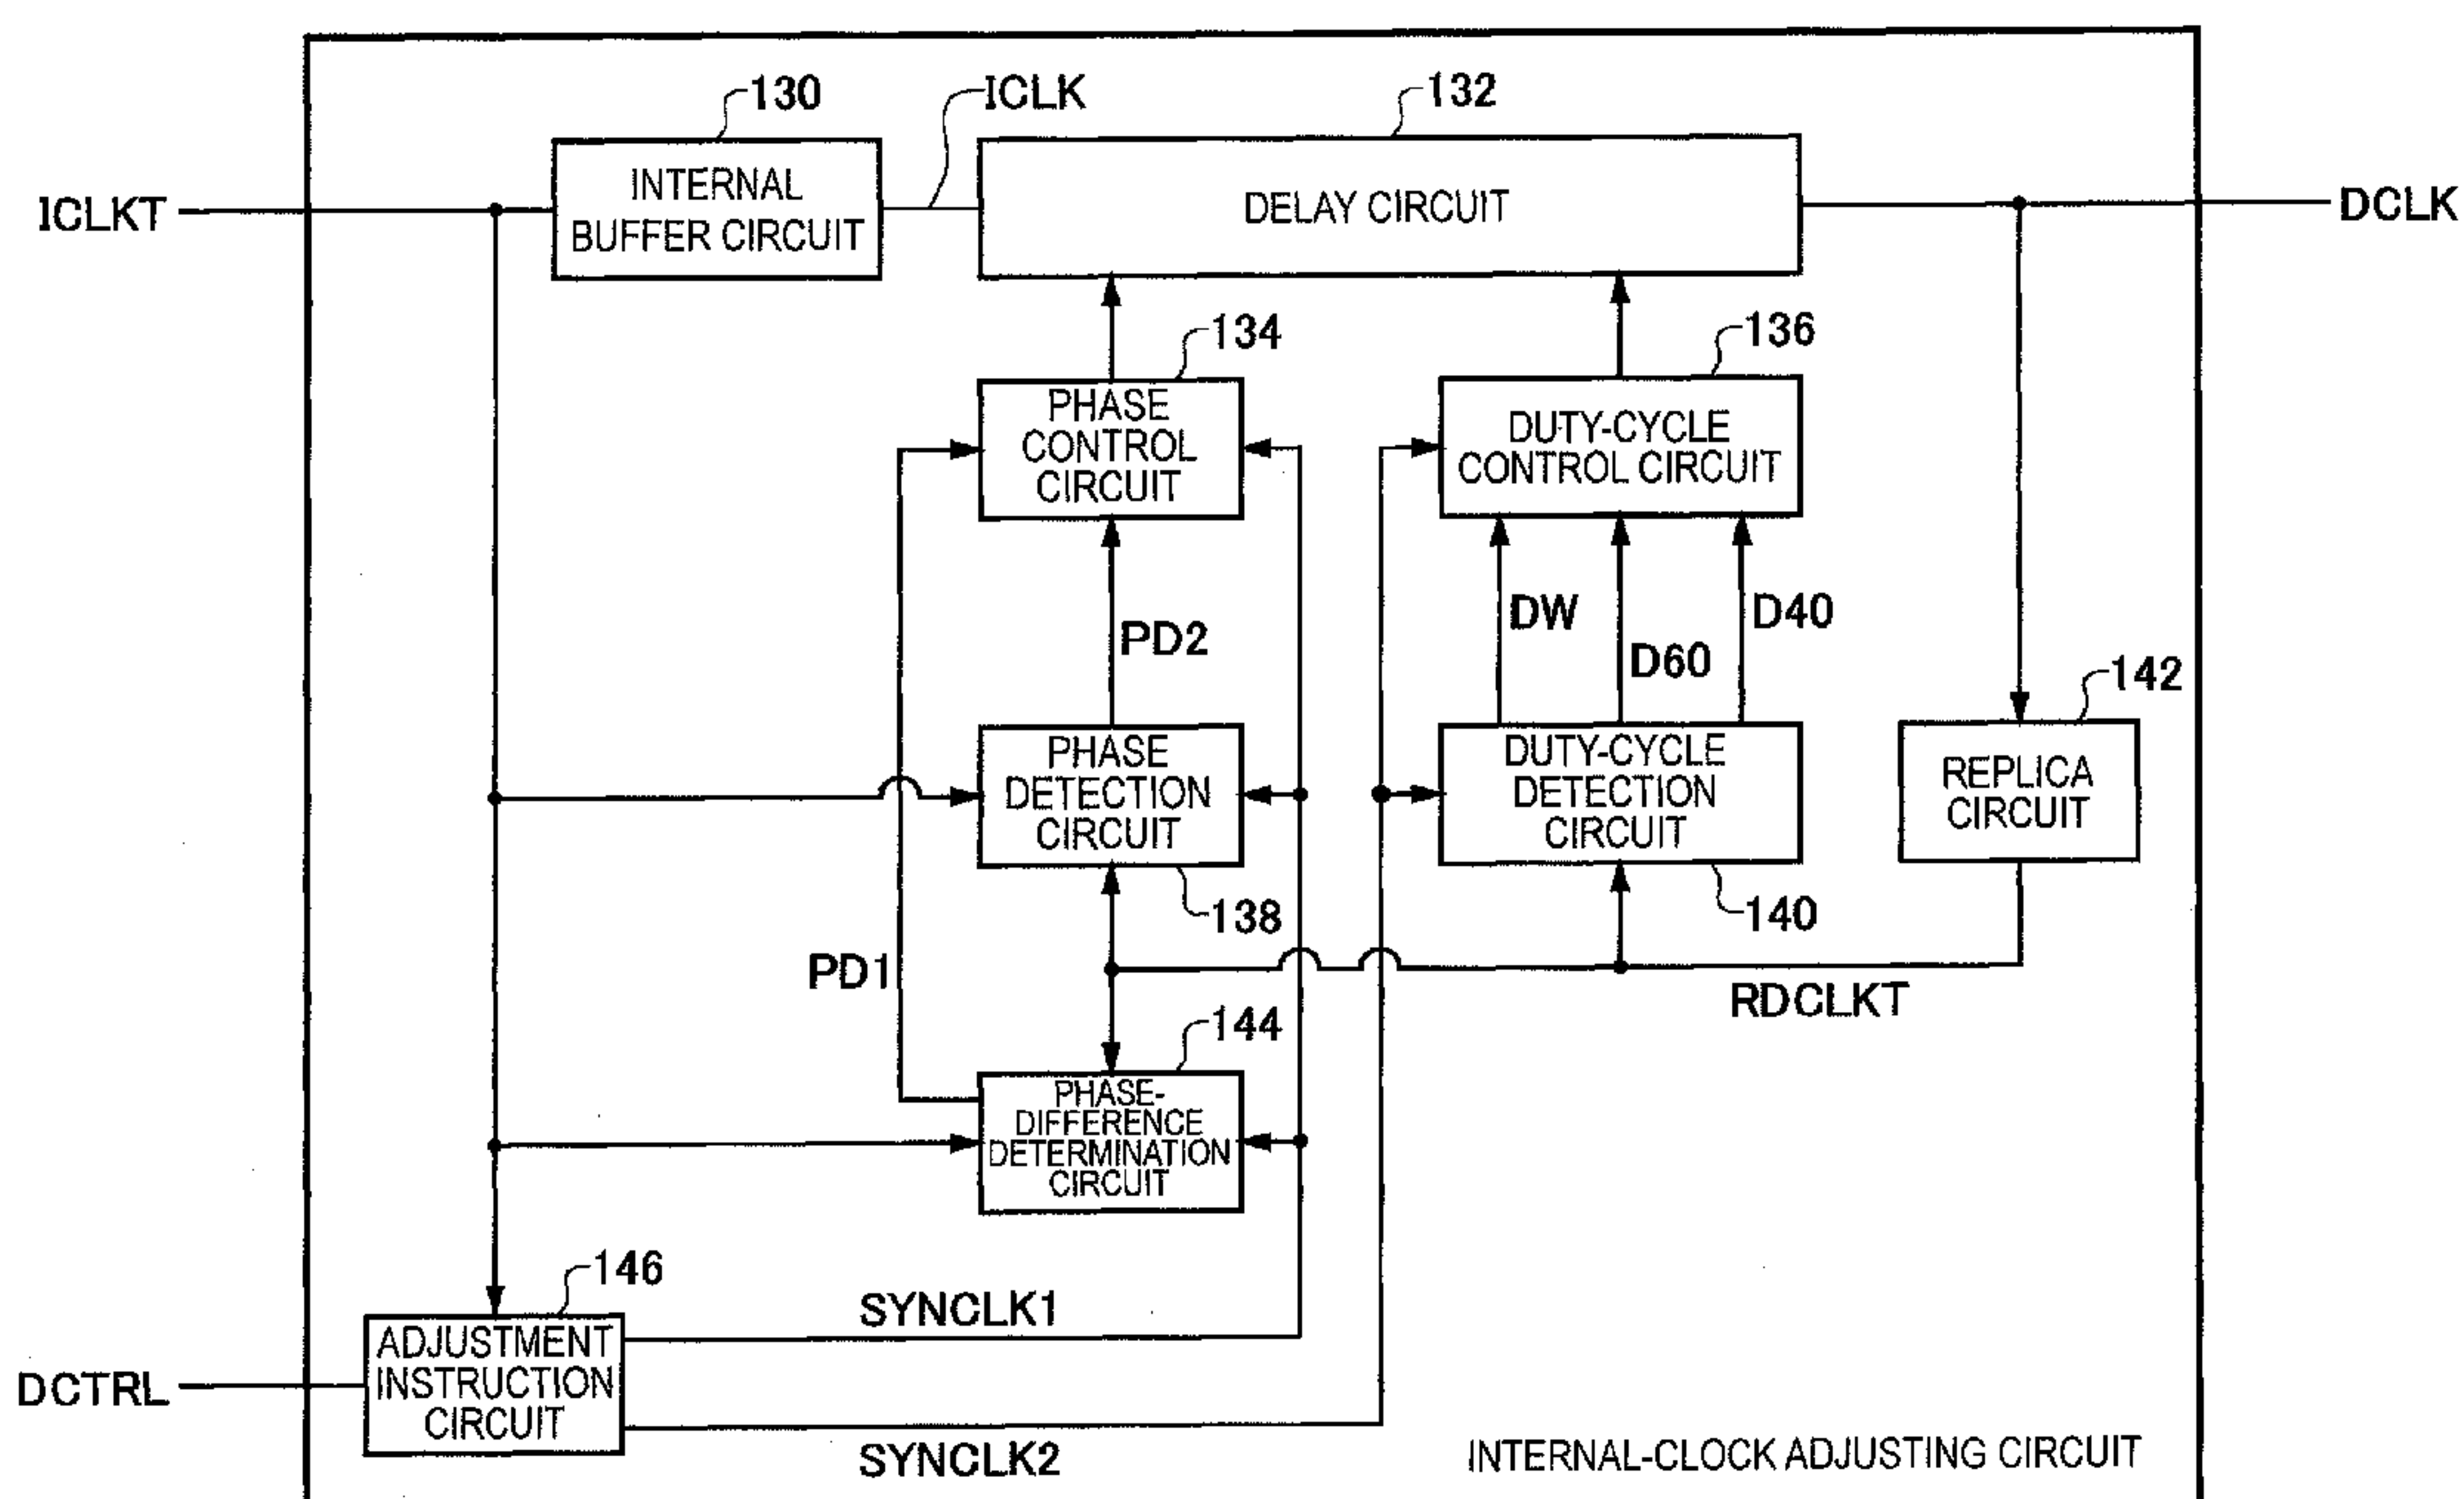 130
ICLK
132
ICLKT
INTERNAL
BUFFER CIRCUIT
DELAY CIRCUIT
DCLK
134
136
PHASE
CONTROL
CIRCUIT
DUTY-CYCLE
CONTROL CIRCUIT
PD2
DW
D60
D40
142
PHASE
DETECTION
CIRCUIT
DUTY-CYCLE
DETECTION
CIRCUIT
REPLICA
CIRCUIT
138
140
PD1
RDCLKT
144
PHASE-
DIFFERENCE
DETERMINATION
CIRCUIT
146
SYNCLK1
ADJUSTMENT
INSTRUCTION
CIRCUIT
DCTRL
SYNCLK2
INTERNAL-CLOCK ADJUSTING CIRCUIT